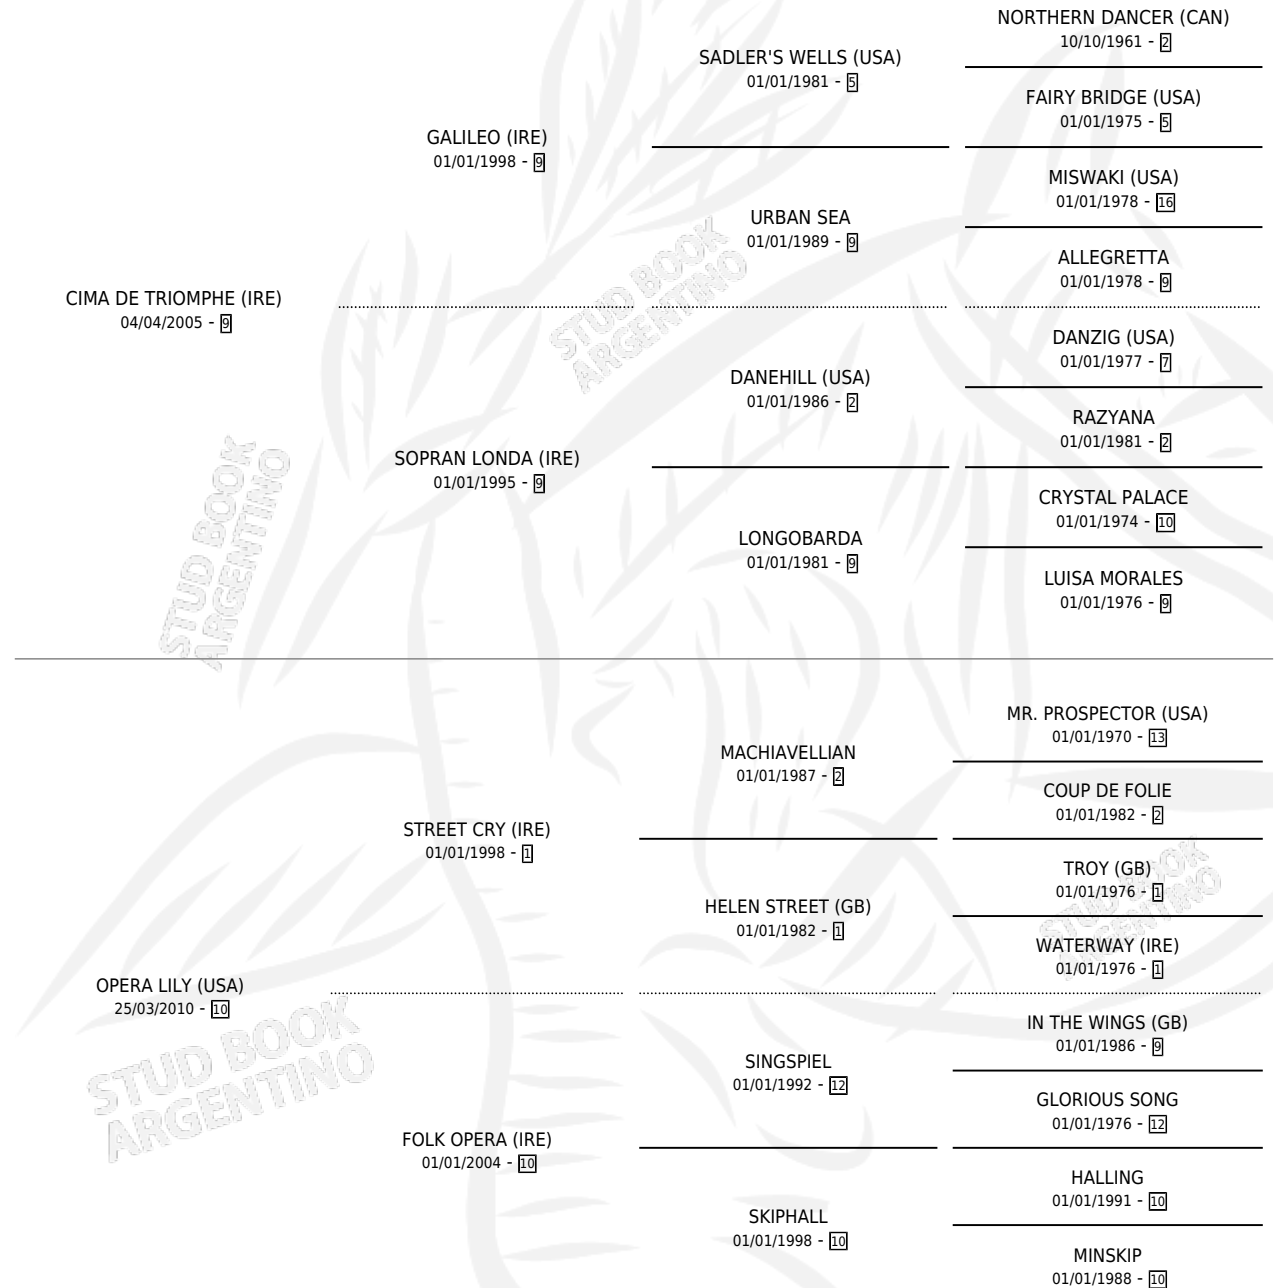 NORTHERN DANCER (CAN)
10/10/1961 - 2
SADLER'S WELLS (USA)
01/01/1981 - 5
FAIRY BRIDGE (USA)
01/01/1975 - 5
GALILEO (IRE)
01/01/1998 - 9
MISWAKI (USA)
01/01/1978 - 16
URBAN SEA
01/01/1989 - 9
ALLEGRETTA
01/01/1978 - 9
CIMA DE TRIOMPHE (IRE)
04/04/2005 - 9
DANZIG (USA)
01/01/1977 - 7
DANEHILL (USA)
01/01/1986 - 2
RAZYANA
01/01/1981 - 2
SOPRAN LONDA (IRE)
01/01/1995 - 9
CRYSTAL PALACE
01/01/1974 - 10
LONGOBARDA
01/01/1981 - 9
LUISA MORALES
01/01/1976 - 9
MR. PROSPECTOR (USA)
01/01/1970 - 13
MACHIAVELLIAN
01/01/1987 - 2
COUP DE FOLIE
01/01/1982 - 2
STREET CRY (IRE)
01/01/1998 - 1
TROY (GB)
01/01/1976 - 1
HELEN STREET (GB)
01/01/1982 - 1
WATERWAY (IRE)
01/01/1976 - 1
OPERA LILY (USA)
25/03/2010 - 10
IN THE WINGS (GB)
01/01/1986 - 9
SINGSPIEL
01/01/1992 - 12
GLORIOUS SONG
01/01/1976 - 12
FOLK OPERA (IRE)
01/01/2004 - 10
HALLING
01/01/1991 - 10
SKIPHALL
01/01/1998 - 10
MINSKIP
01/01/1988 - 10
STUD BOOK
ARGENTINO
STUD BOOK
ARGENTINO
STUD BOOK
ARGENTINO
STUD BOOK
ARGENTINO